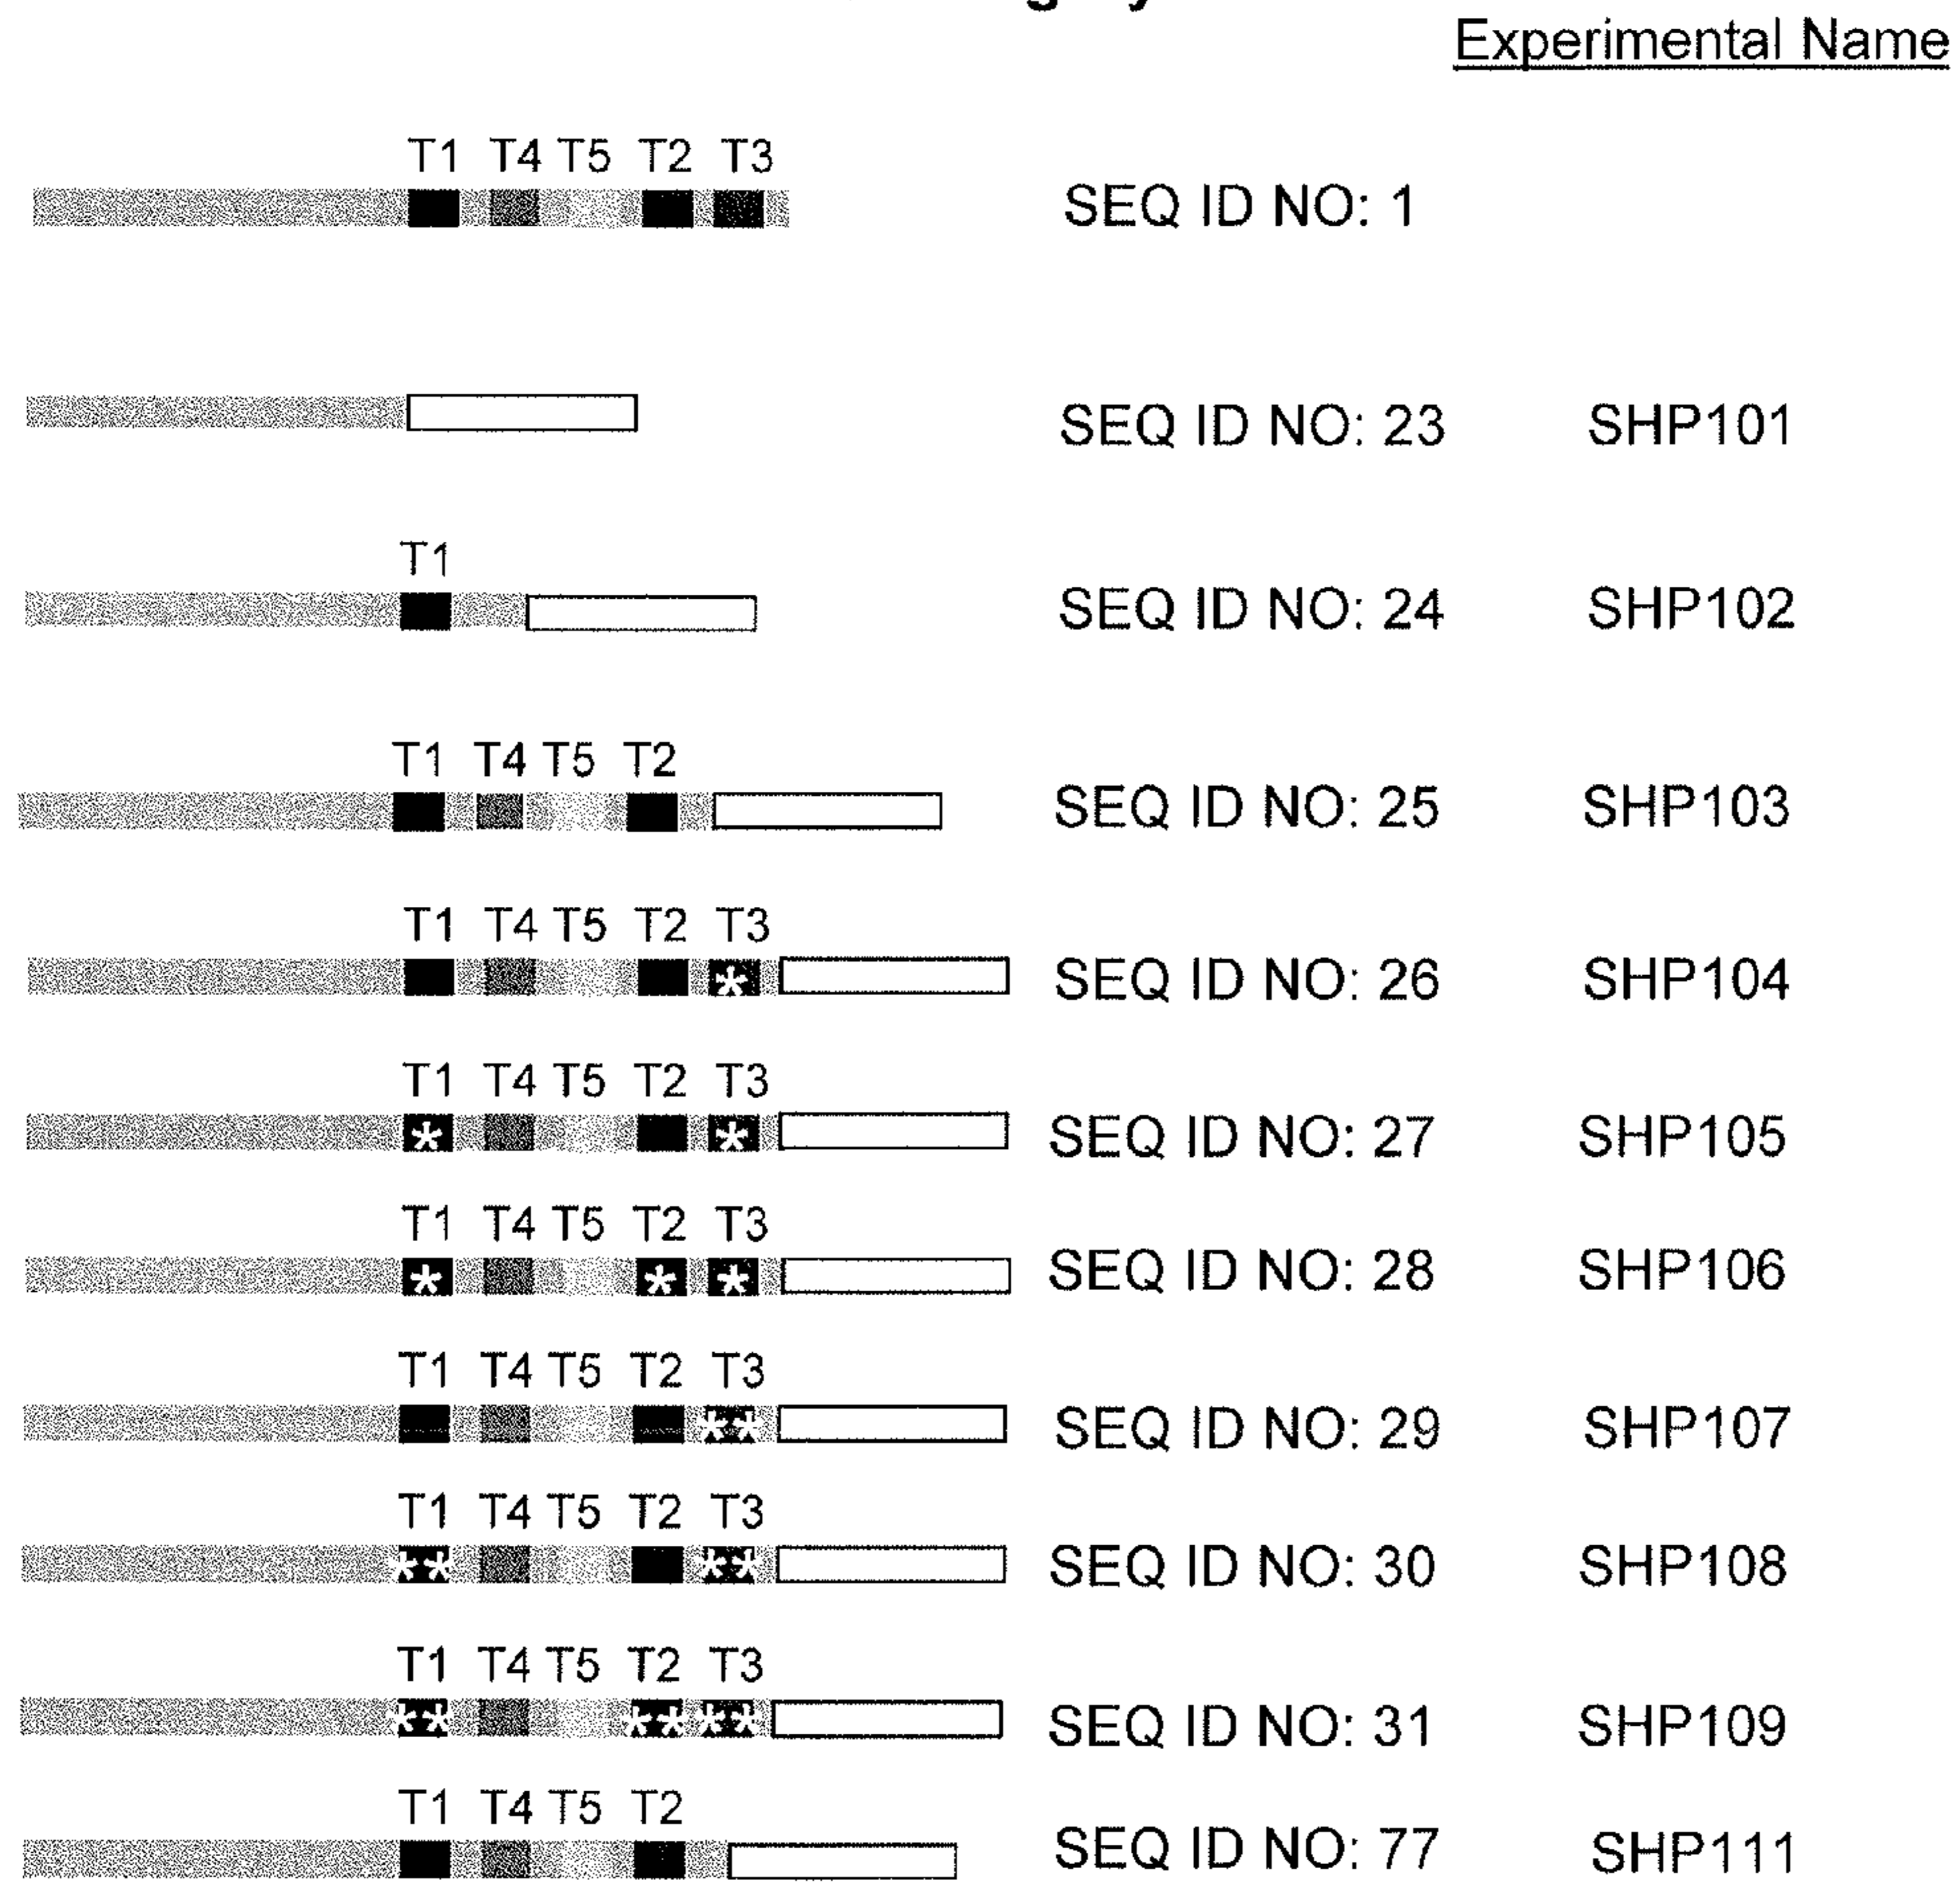 Experimental Name
T1 T4 T5 T2 T3
SEQ ID NO: 1
SEQ ID NO: 23 SHP101
T1
SEQ ID NO: 24 SHP102
T1 T4 T5 T2
SEQ ID NO: 25 SHP103
T1 T4 T5 T2 T3
* SEQ ID NO: 26 SHP104
T1 T4 T5 T2 T3
* * SEQ ID NO: 27 SHP105
T1 T4 T5 T2 T3
* * * SEQ ID NO: 28 SHP106
T1 T4 T5 T2 T3
** SEQ ID NO: 29 SHP107
T1 T4 T5 T2 T3
** ** SEQ ID NO: 30 SHP108
T1 T4 T5 T2 T3
** ** ** SEQ ID NO: 31 SHP109
T1 T4 T5 T2
SEQ ID NO: 77 SHP111